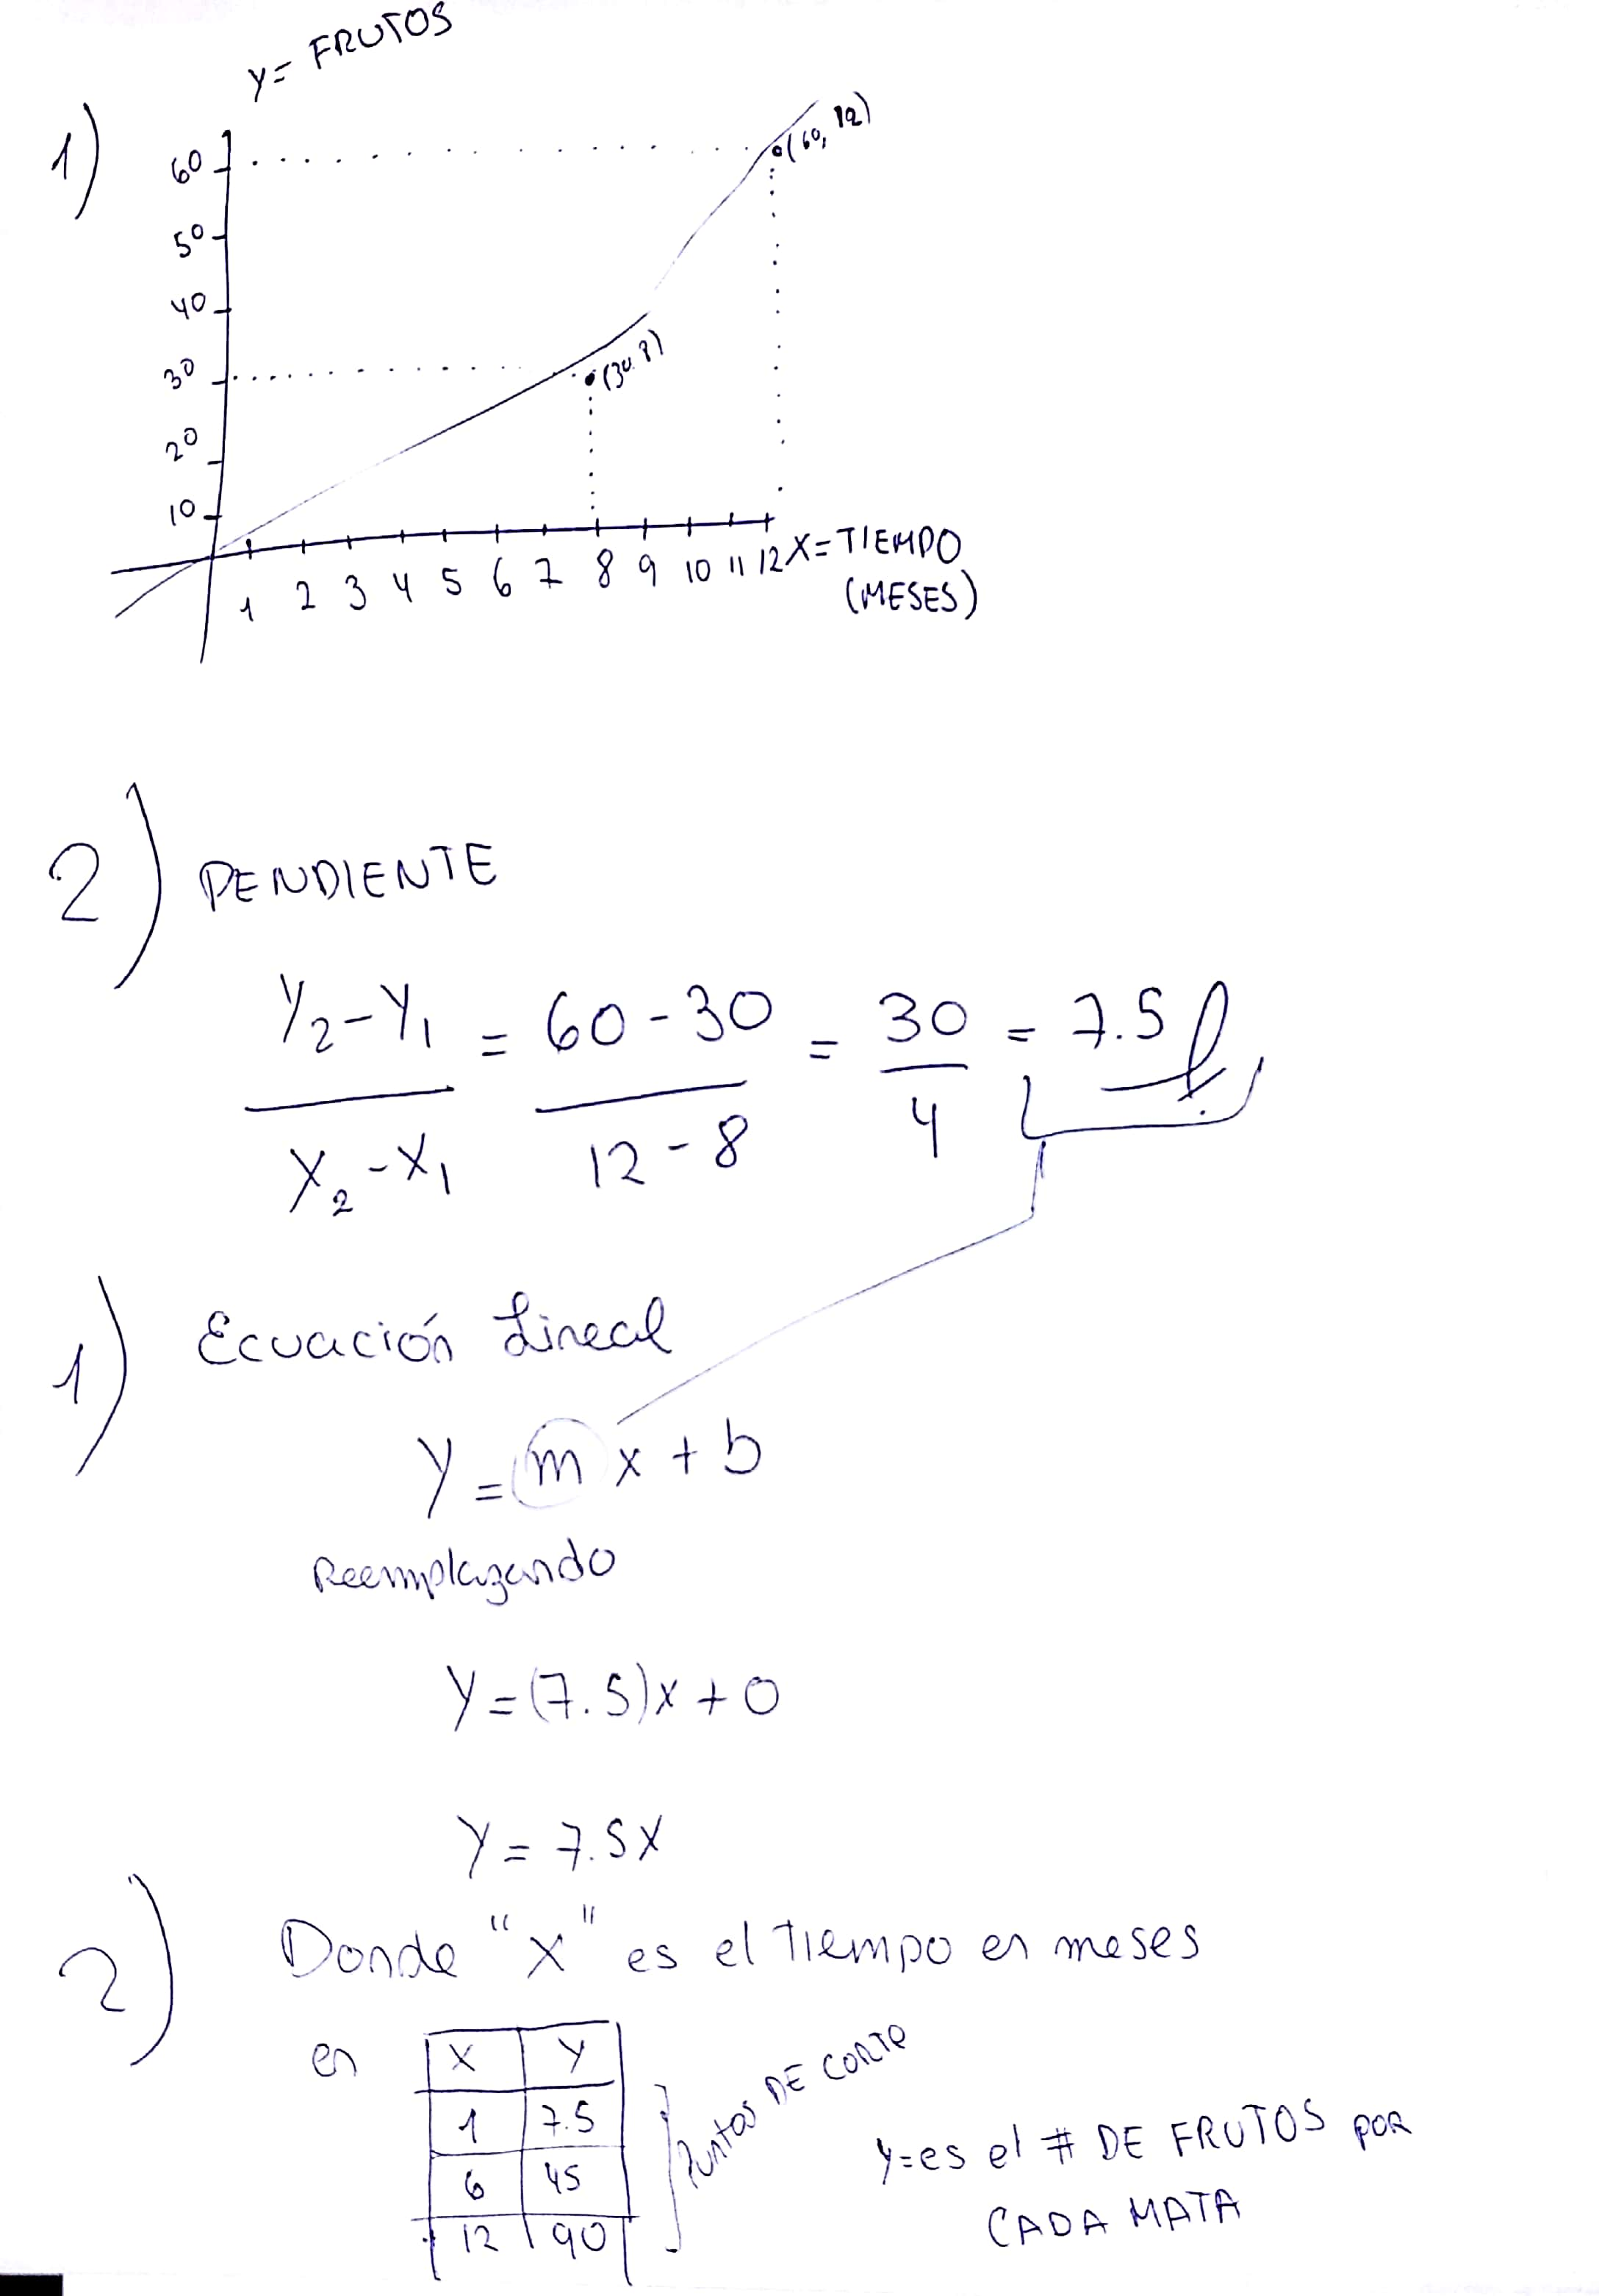 Y= FRUTOS
1)
60
50
40
30
20
10
(60, 12)
(30, 8)
1 2 3 4 5 6 7 8 9 10 11 12 X=TIEMPO
(MESES)
2) PENDIENTE
Y2-Y1 = 60-30 = 30 = 7.5
X2-X1 12-8 4
1) Ecuación Lineal
Y = m x + b
Reemplazando
Y=(7.5)x+0
Y= 7.5X
2) Donde "X" es el Tiempo en meses
en
X Y
1 7.5
6 45
12 90
Puntos DE CORTE
Y=es el # DE FRUTOS POR
CADA MATA